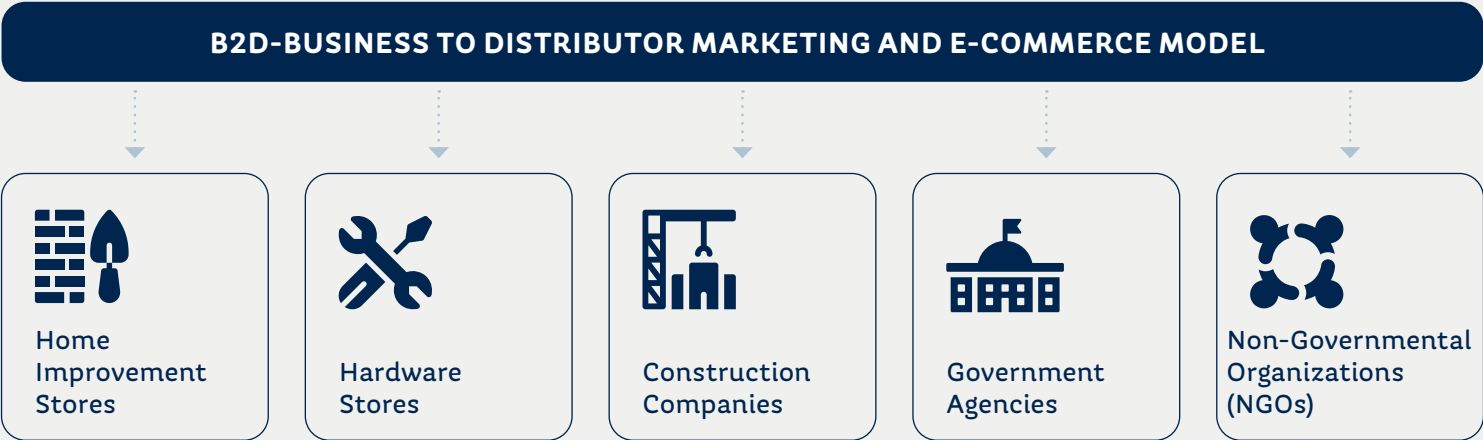 B2D-BUSINESS TO DISTRIBUTOR MARKETING AND E-COMMERCE MODEL
Home
Improvement
Stores
Hardware
Stores
Construction
Companies
Government
Agencies
Non-Governmental
Organizations
(NGOs)